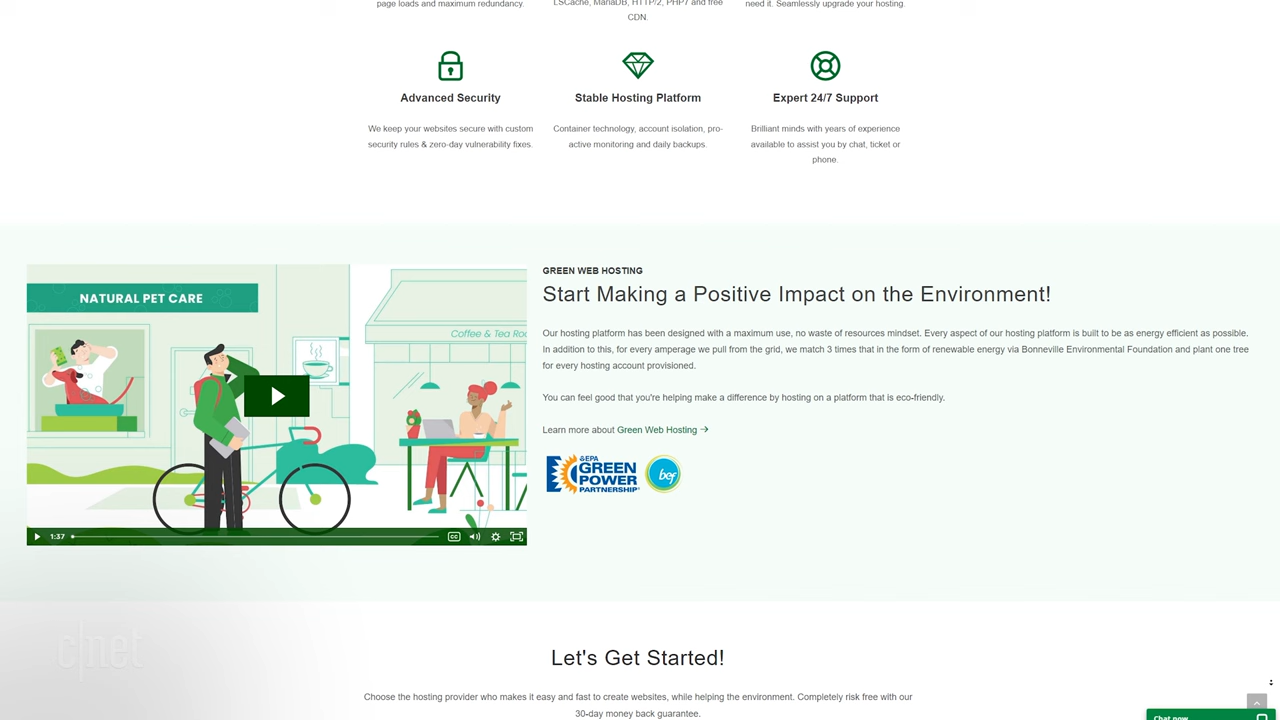 page loads and maximum redundancy.
LSCache, MariaDB, HTTP/2, PHP7 and free
CDN.
need it. Seamlessly upgrade your hosting.
Advanced Security
We keep your websites secure with custom
security rules & zero-day vulnerability fixes.
Stable Hosting Platform
Container technology, account isolation, pro-
active monitoring and daily backups.
Expert 24/7 Support
Brilliant minds with years of experience
available to assist you by chat, ticket or
phone.
NATURAL PET CARE
Coffee & Tea
1:37
CC
GREEN WEB HOSTING
Start Making a Positive Impact on the Environment!
Our hosting platform has been designed with a maximum use, no waste of resources mindset. Every aspect of our hosting platform is built to be as energy efficient as possible.
In addition to this, for every amperage we pull from the grid, we match 3 times that in the form of renewable energy via Bonneville Environmental Foundation and plant one tree
for every hosting account provisioned.
You can feel good that you're helping make a difference by hosting on a platform that is eco-friendly.
Learn more about Green Web Hosting →
EPA
GREEN
POWER
PARTNERSHIP®
bef
c|net
Let's Get Started!
Choose the hosting provider who makes it easy and fast to create websites, while helping the environment. Completely risk free with our
30-day money back guarantee.
Chat now